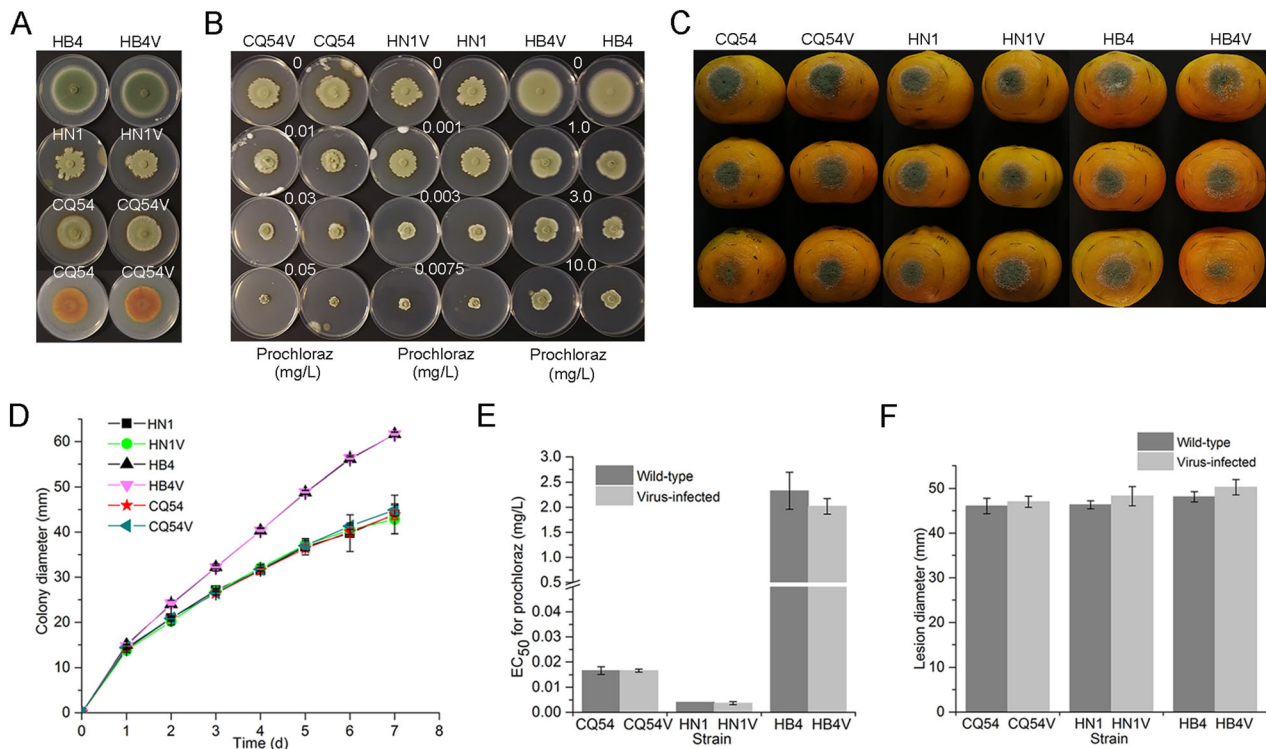 A
HB4 HB4V
HN1 HN1V
CQ54 CQ54V
CQ54 CQ54V
B
CQ54V CQ54 HN1V HN1 HB4V HB4
0 0 0
0.01 0.001 1.0
0.03 0.003 3.0
0.05 0.0075 10.0
Prochloraz Prochloraz Prochloraz
(mg/L) (mg/L) (mg/L)
C
CQ54 CQ54V HN1 HN1V HB4 HB4V
D
HN1
HN1V
HB4
HB4V
CQ54
CQ54V
Colony diameter (mm)
60
50
40
30
20
10
0
0 1 2 3 4 5 6 7 8
Time (d)
E
Wild-type
Virus-infected
EC50 for prochloraz (mg/L)
3.0
2.5
2.0
1.5
1.0
0.5
0.04
0.03
0.02
0.01
0.00
CQ54 CQ54V HN1 HN1V HB4 HB4V
Strain
F
Wild-type
Virus-infected
Lesion diameter (mm)
60
50
40
30
20
10
0
CQ54 CQ54V HN1 HN1V HB4 HB4V
Strain